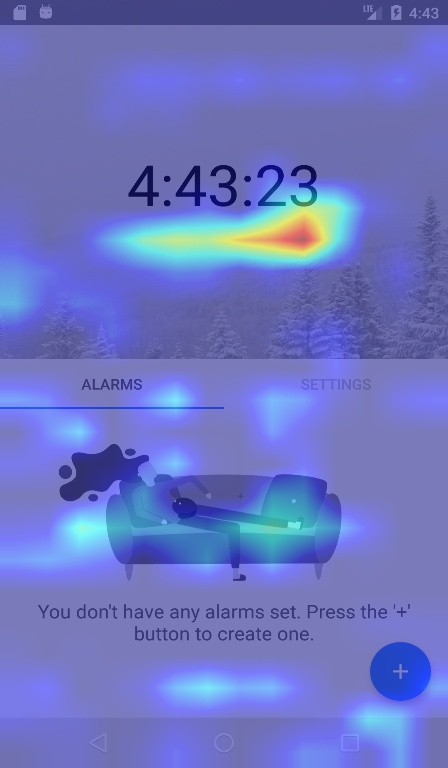 LTE 4:43
4:43:23
ALARMS SETTINGS
You don't have any alarms set. Press the '+'
button to create one.
+